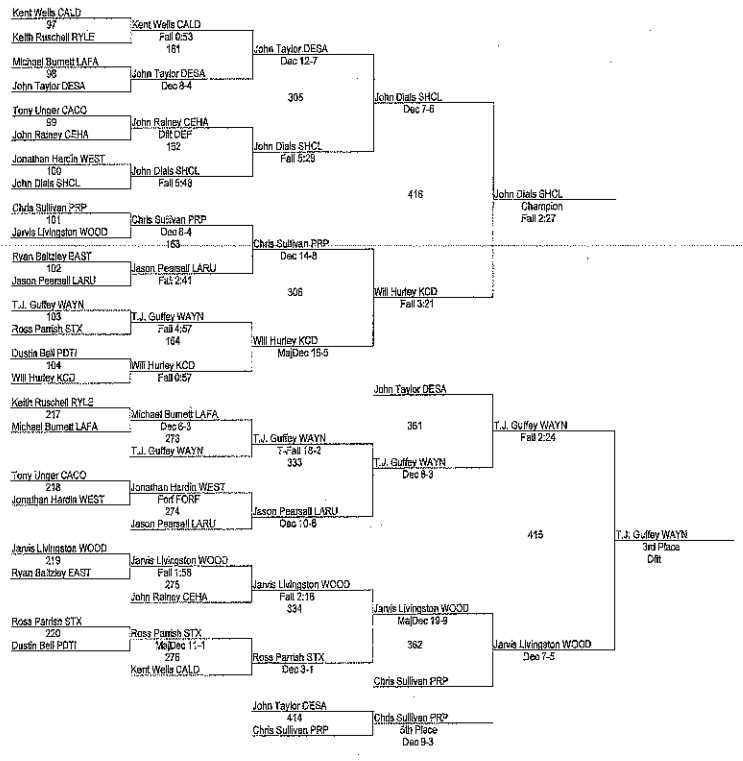 Kent Wells CALD
97
Keith Ruschell RYLE
Kent Wells CALD
Fall 0:53
161
Michael Burnett LAFA
98
John Taylor DESA
John Taylor DESA
Dec 8-4
John Taylor DESA
Dec 12-7
305
Tony Unger CACO
99
John Rainey CEHA
John Rainey CEHA
Dflt DEF
162
Jonathan Hardin WEST
100
John Dials SHCL
John Dials SHCL
Fall 5:48
John Dials SHCL
Fall 5:29
John Dials SHCL
Dec 7-6
416
John Dials SHCL
Champion
Fall 2:27
Chris Sullivan PRP
101
Jarvis Livingston WOOD
Chris Sullivan PRP
Dec 8-4
163
Ryan Baltzley EAST
102
Jason Pearsall LARU
Jason Pearsall LARU
Fall 2:41
Chris Sullivan PRP
Dec 14-8
306
T.J. Guffey WAYN
103
Ross Parrish STX
T.J. Guffey WAYN
Fall 4:57
164
Dustin Bell PDTI
104
Will Hurley KCD
Will Hurley KCD
Fall 0:57
Will Hurley KCD
MajDec 16-5
Will Hurley KCD
Fall 3:21
Keith Ruschell RYLE
217
Michael Burnett LAFA
Michael Burnett LAFA
Dec 6-3
273
T.J. Guffey WAYN
T.J. Guffey WAYN
T-Fall 18-2
333
Tony Unger CACO
218
Jonathan Hardin WEST
Jonathan Hardin WEST
Forf FORF
274
Jason Pearsall LARU
Jason Pearsall LARU
Dec 10-8
John Taylor DESA
361
T.J. Guffey WAYN
Dec 8-3
T.J. Guffey WAYN
Fall 2:24
415
T.J. Guffey WAYN
3rd Place
Dflt
Jarvis Livingston WOOD
219
Ryan Baltzley EAST
Jarvis Livingston WOOD
Fall 1:58
275
John Rainey CEHA
Jarvis Livingston WOOD
Fall 2:16
334
Ross Parrish STX
220
Dustin Bell PDTI
Ross Parrish STX
MajDec 11-1
276
Kent Wells CALD
Ross Parrish STX
Dec 3-1
Jarvis Livingston WOOD
MajDec 19-9
362
Chris Sullivan PRP
Jarvis Livingston WOOD
Dec 7-5
John Taylor DESA
414
Chris Sullivan PRP
Chris Sullivan PRP
5th Place
Dec 9-3